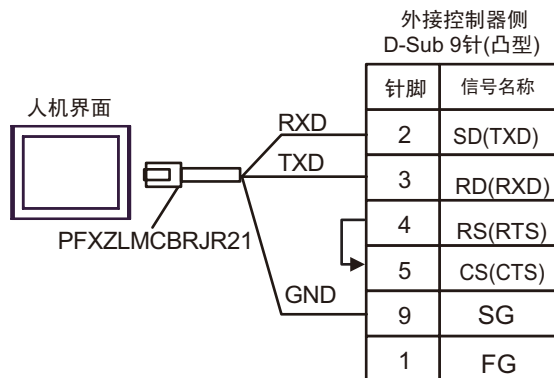 外接控制器侧
D-Sub 9针(凸型)
人机界面
针脚 信号名称
RXD 2 SD(TXD)
TXD 3 RD(RXD)
4 RS(RTS)
PFXZLMCBRJR21
5 CS(CTS)
GND 9 SG
1 FG